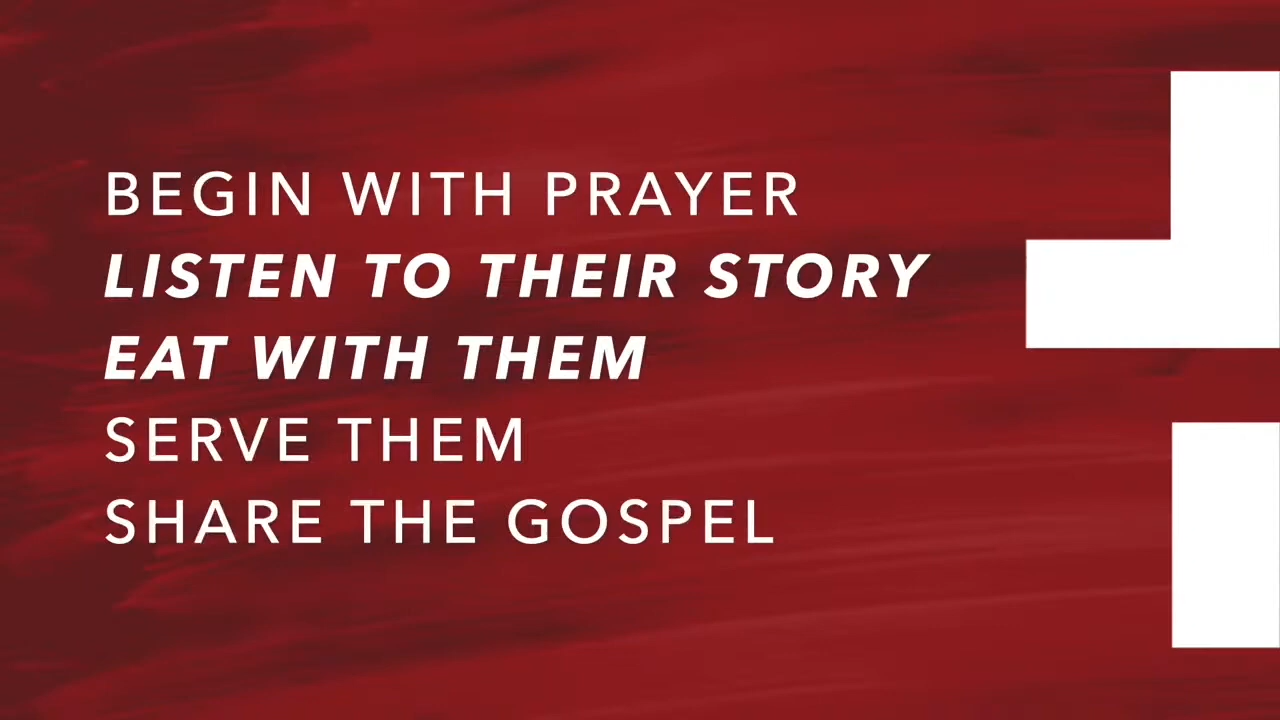 BEGIN WITH PRAYER
LISTEN TO THEIR STORY
EAT WITH THEM
SERVE THEM
SHARE THE GOSPEL